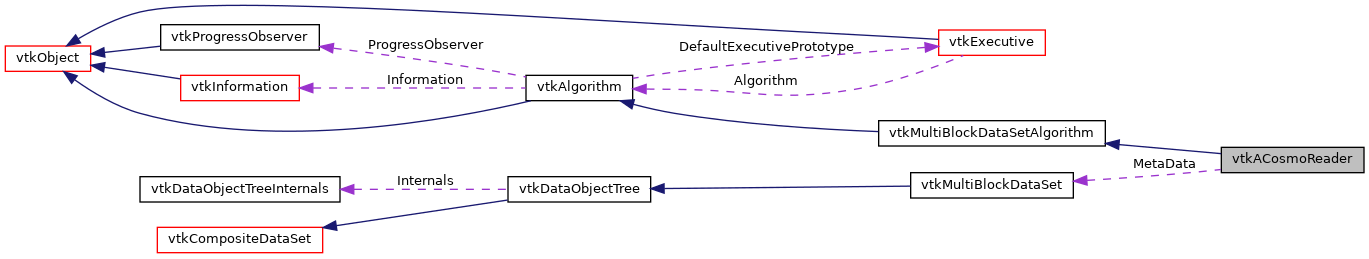 vtkProgressObserver
ProgressObserver
DefaultExecutivePrototype
vtkExecutive
vtkObject
vtkInformation
Information
vtkAlgorithm
Algorithm
vtkMultiBlockDataSetAlgorithm
vtkACosmoReader
MetaData
vtkDataObjectTreeInternals
Internals
vtkDataObjectTree
vtkMultiBlockDataSet
vtkCompositeDataSet